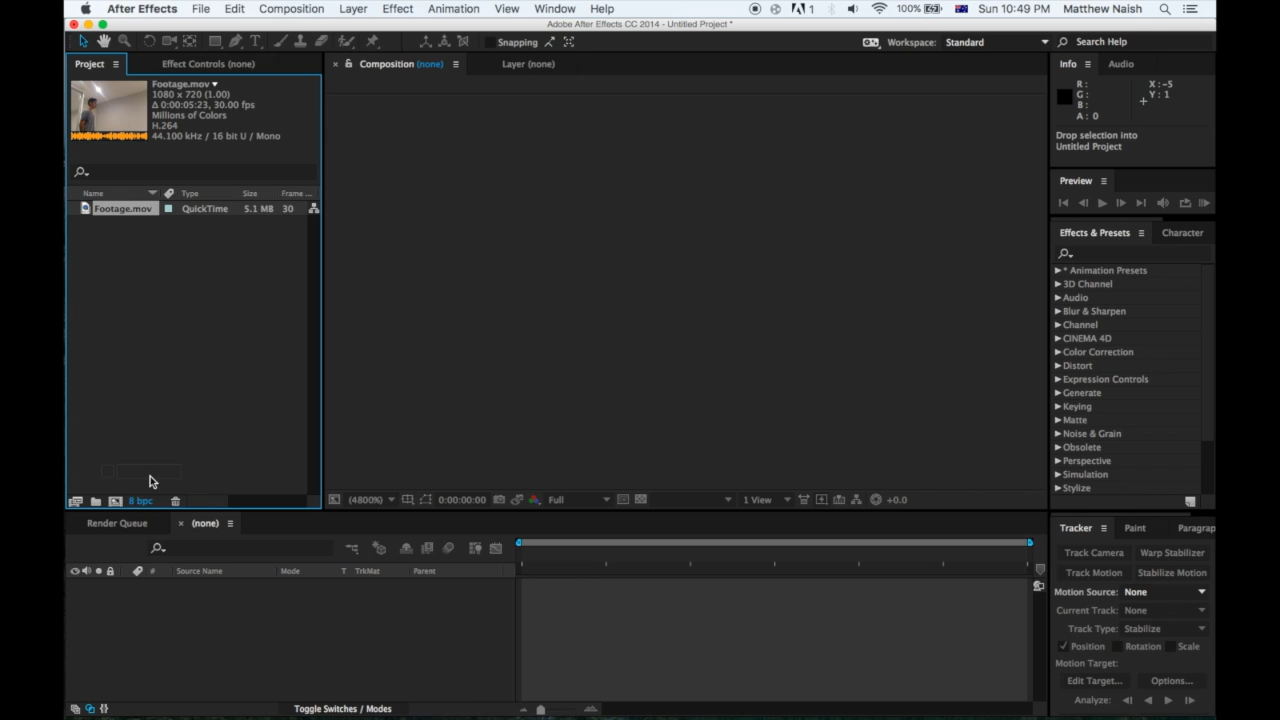 After Effects File Edit Composition Layer Effect Animation View Window Help 1 100% Sun 10:49 PM Matthew Naish
Adobe After Effects CC 2014 - Untitled Project *
Snapping Workspace: Standard Search Help
Project Effect Controls (none) Composition (none) Layer (none) Info Audio
Footage.mov
1080 x 720 (1.00)
Δ 0:00:05:23, 30.00 fps
Millions of Colors
H.264
44.100 kHz / 16 bit U / Mono
Name Type Size Frame ...
Footage.mov QuickTime 5.1 MB 30
8 bpc
(4800%) 0:00:00:00 Full 1 View +0.0
R :
G :
B :
A : 0
X : -5
Y : 1
Drop selection into
Untitled Project
Preview
Effects & Presets Character
* Animation Presets
3D Channel
Audio
Blur & Sharpen
Channel
CINEMA 4D
Color Correction
Distort
Expression Controls
Generate
Keying
Matte
Noise & Grain
Obsolete
Perspective
Simulation
Stylize
Render Queue (none)
# Source Name Mode T TrkMat Parent
Toggle Switches / Modes
Tracker Paint Paragrap
Track Camera Warp Stabilizer
Track Motion Stabilize Motion
Motion Source: None
Current Track: None
Track Type: Stabilize
Position Rotation Scale
Motion Target:
Edit Target... Options...
Analyze: